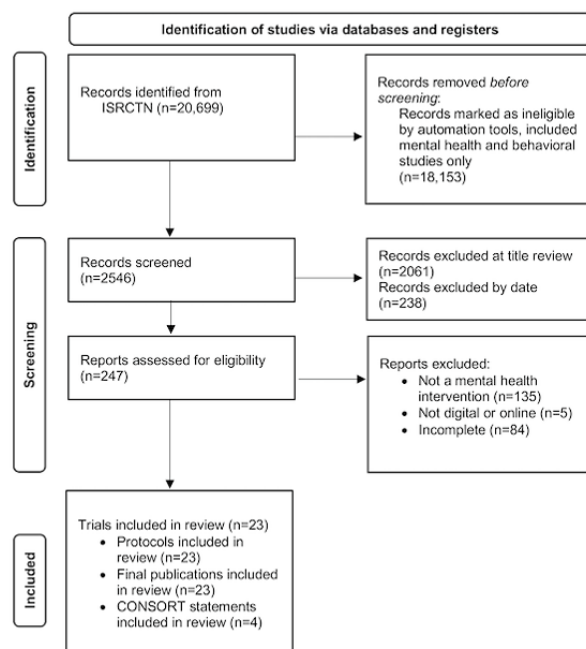 Identification of studies via databases and registers
Identification
Records identified from
ISRCTN (n=20,699)
Records removed before
screening:
Records marked as ineligible
by automation tools, included
mental health and behavioral
studies only
(n=18,153)
Screening
Records screened
(n=2546)
Records excluded at title review
(n=2061)
Records excluded by date
(n=238)
Reports assessed for eligibility
(n=247)
Reports excluded:
• Not a mental health
intervention (n=135)
• Not digital or online (n=5)
• Incomplete (n=84)
Included
Trials included in review (n=23)
• Protocols included in
review (n=23)
• Final publications included
in review (n=23)
• CONSORT statements
included in review (n=4)